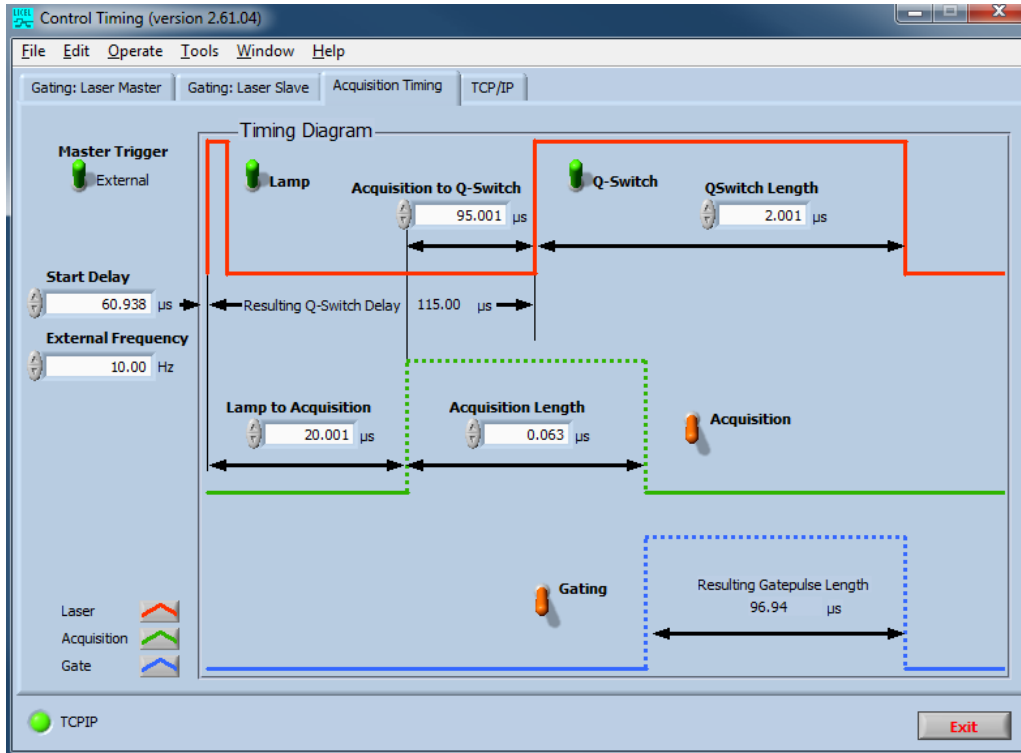 LICEL
Control Timing (version 2.61.04)
File Edit Operate Tools Window Help
Gating: Laser Master Gating: Laser Slave Acquisition Timing TCP/IP
Timing Diagram
Master Trigger
External
Lamp
Acquisition to Q-Switch
95.001 µs
Q-Switch
QSwitch Length
2.001 µs
Start Delay
60.938 µs
Resulting Q-Switch Delay 115.00 µs
External Frequency
10.00 Hz
Lamp to Acquisition
20.001 µs
Acquisition Length
0.063 µs
Acquisition
Gating
Resulting Gatepulse Length
96.94 µs
Laser
Acquisition
Gate
TCPIP
Exit